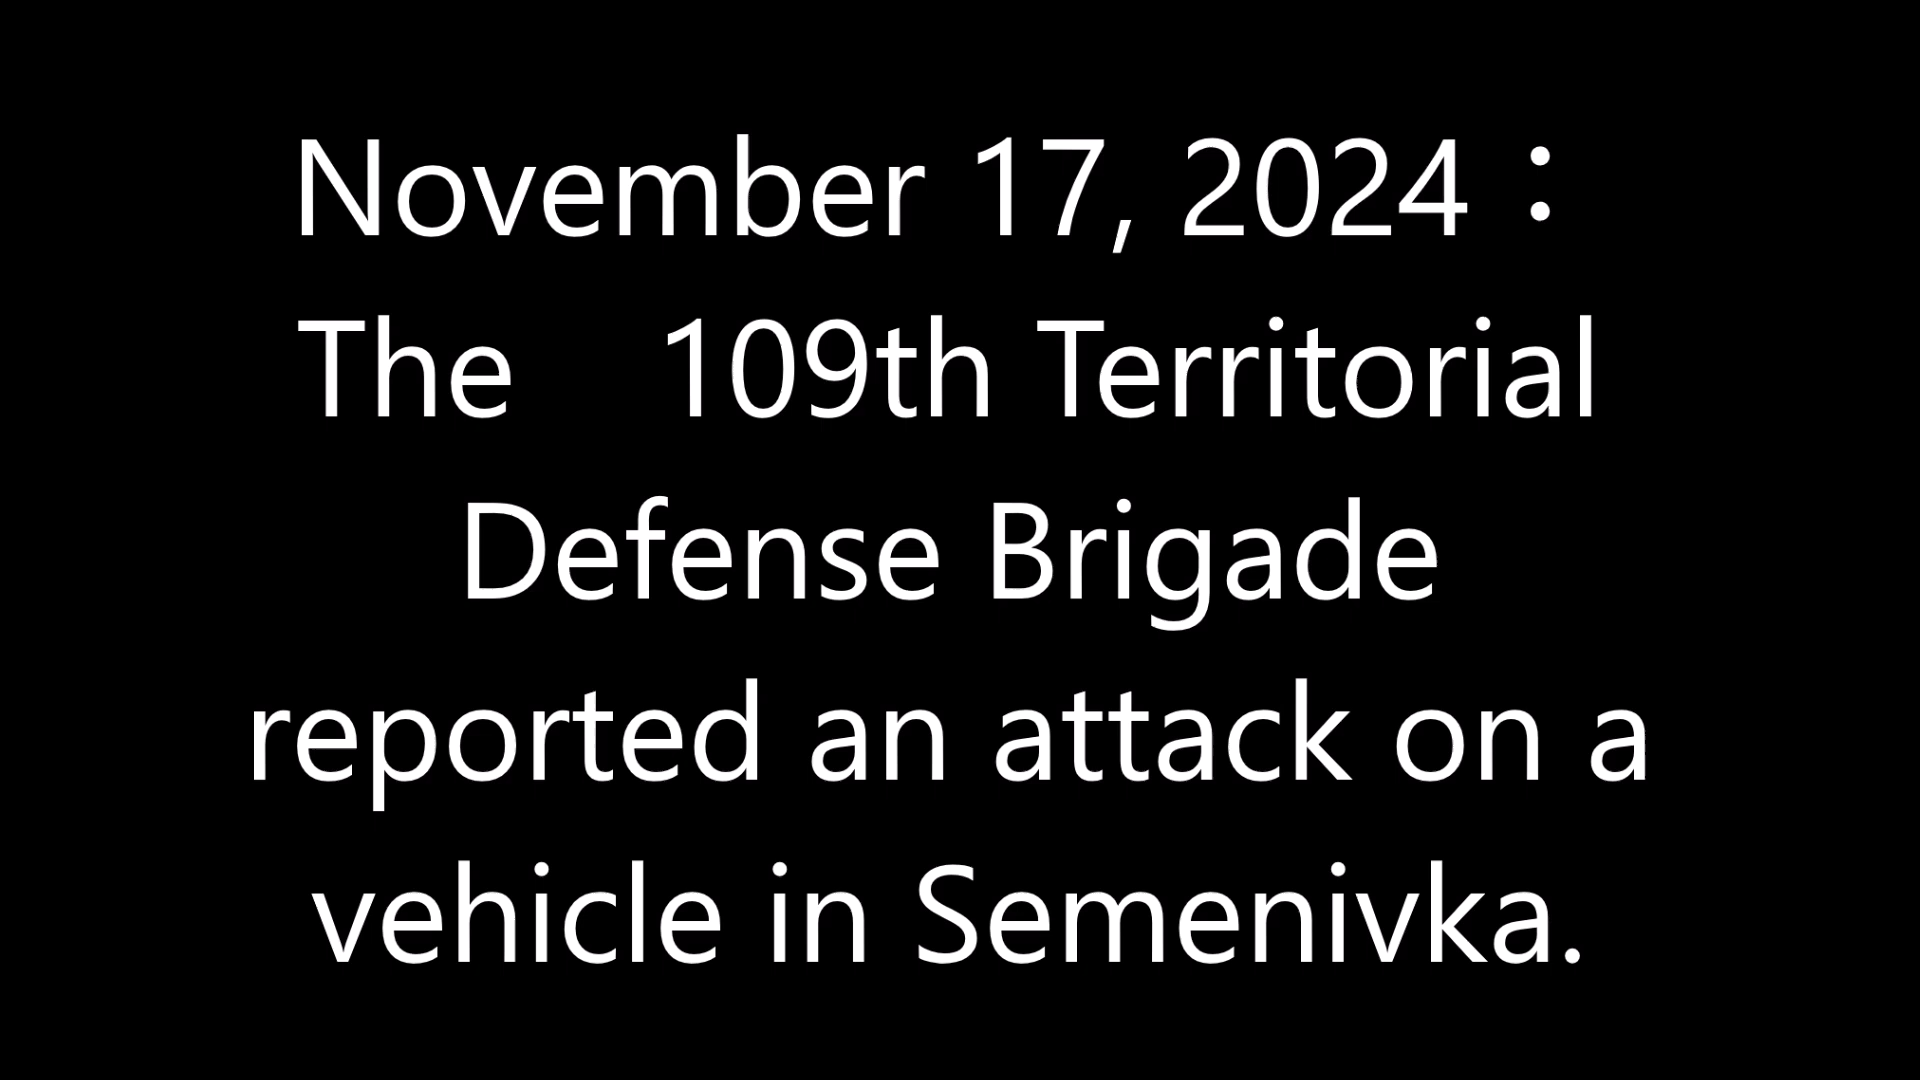 November 17, 2024：
The　109th Territorial
Defense Brigade
reported an attack on a
vehicle in Semenivka.